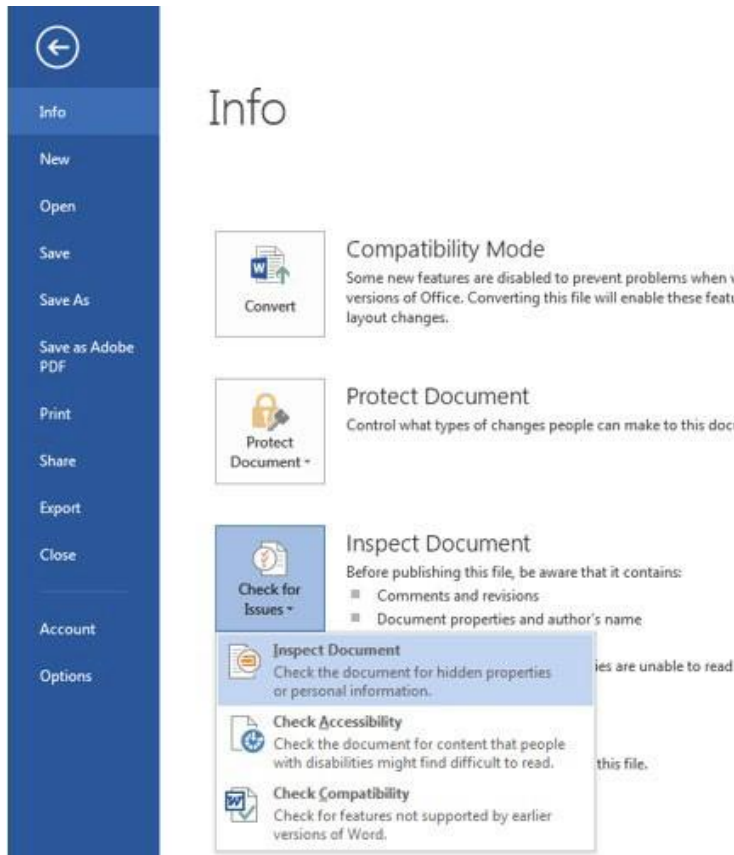 Info
New
Open
Save
Save As
Save as Adobe
PDF
Print
Share
Export
Close
Account
Options
Info
Convert
Compatibility Mode
Some new features are disabled to prevent problems when
versions of Office. Converting this file will enable these
layout changes.
Protect
Document
Protect Document
Control what types of changes people can make to this
Check for
Issues
Inspect Document
Before publishing this file, be aware that it contains:
Comments and revisions
Document properties and author's name
are unable to read
this file.
Inspect Document
Check the document for hidden properties
or personal information.
Check Accessibility
Check the document for content that people
with disabilities might find difficult to read.
Check Compatibility
Check for features not supported by earlier
versions of Word.